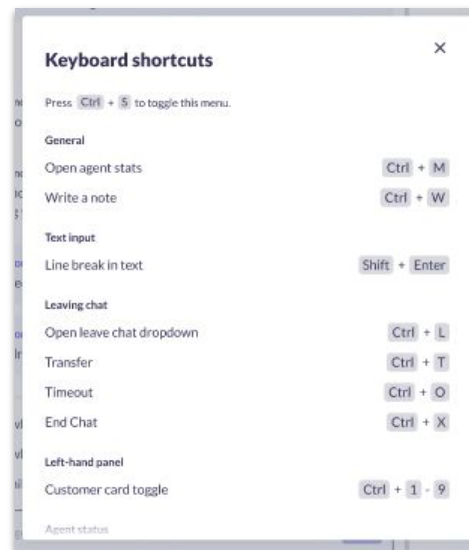 Keyboard shortcuts
Press Ctrl + S to toggle this menu.
General
Open agent stats Ctrl + M
Write a note Ctrl + W
Text input
Line break in text Shift + Enter
Leaving chat
Open leave chat dropdown Ctrl + L
Transfer Ctrl + T
Timeout Ctrl + O
End Chat Ctrl + X
Left-hand panel
Customer card toggle Ctrl + 1 - 9
Agent status